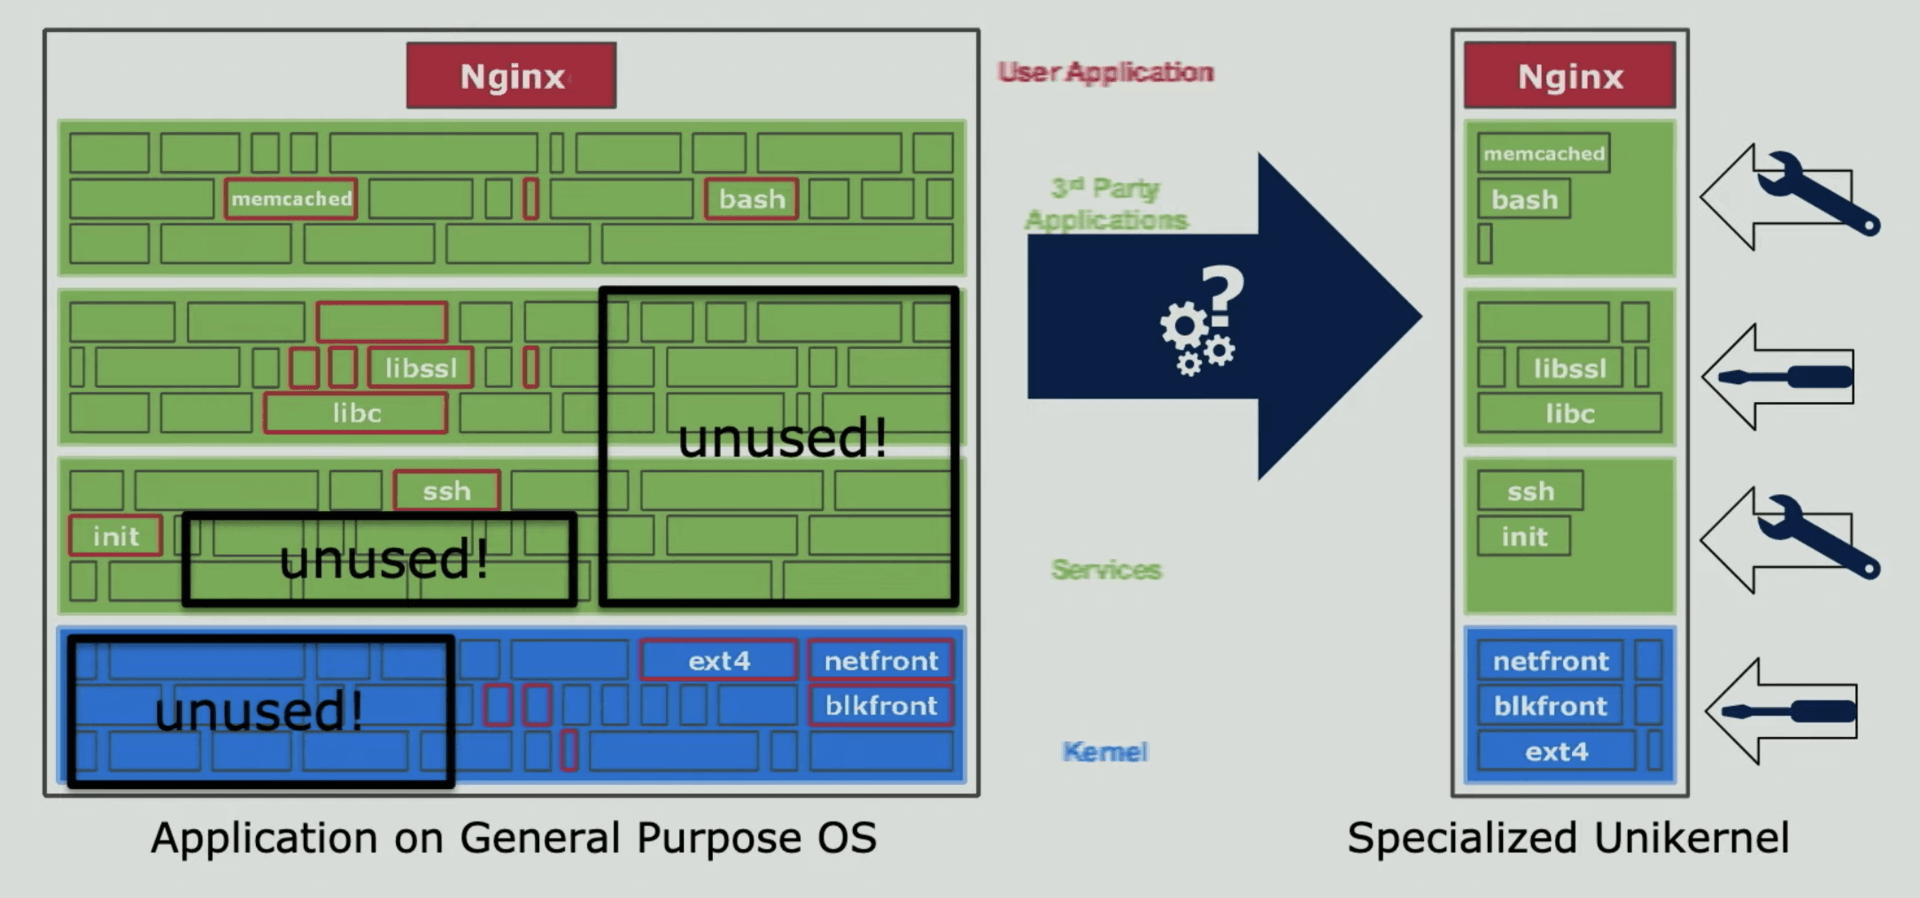 Nginx
memcached
bash
libssl
libc
unused!
ssh
init
unused!
ext4
netfront
unused!
blkfront
Application on General Purpose OS
User Application
3rd Party
Applications
?
Services
Kernel
Nginx
memcached
bash
libssl
libc
ssh
init
netfront
blkfront
ext4
Specialized Unikernel